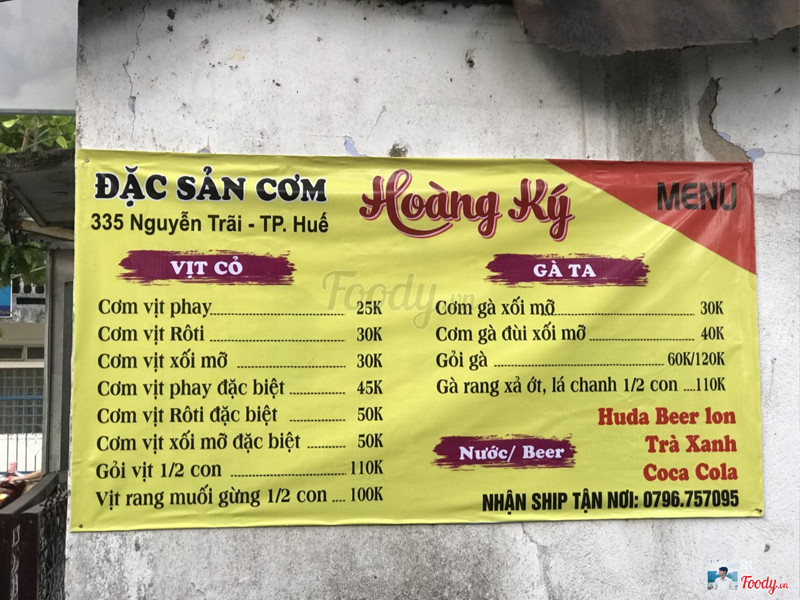 ĐẶC SẢN CƠM
335 Nguyễn Trãi - TP. Huế
Hoàng Ký
MENU
VỊT CỎ
Cơm vịt phay 25K
Cơm vịt Rôti 30K
Cơm vịt xối mỡ 30K
Cơm vịt phay đặc biệt 45K
Cơm vịt Rôti đặc biệt 50K
Cơm vịt xối mỡ đặc biệt 50K
Gỏi vịt 1/2 con 110K
Vịt rang muối gừng 1/2 con .... 100K
GÀ TA
Cơm gà xối mỡ 30K
Cơm gà đùi xối mỡ 40K
Gỏi gà 60K/120K
Gà rang xả ớt, lá chanh 1/2 con ....110K
Nước/ Beer
Huda Beer lon
Trà Xanh
Coca Cola
NHẬN SHIP TẬN NƠI: 0796.757095
Foody.vn
Foody.vn